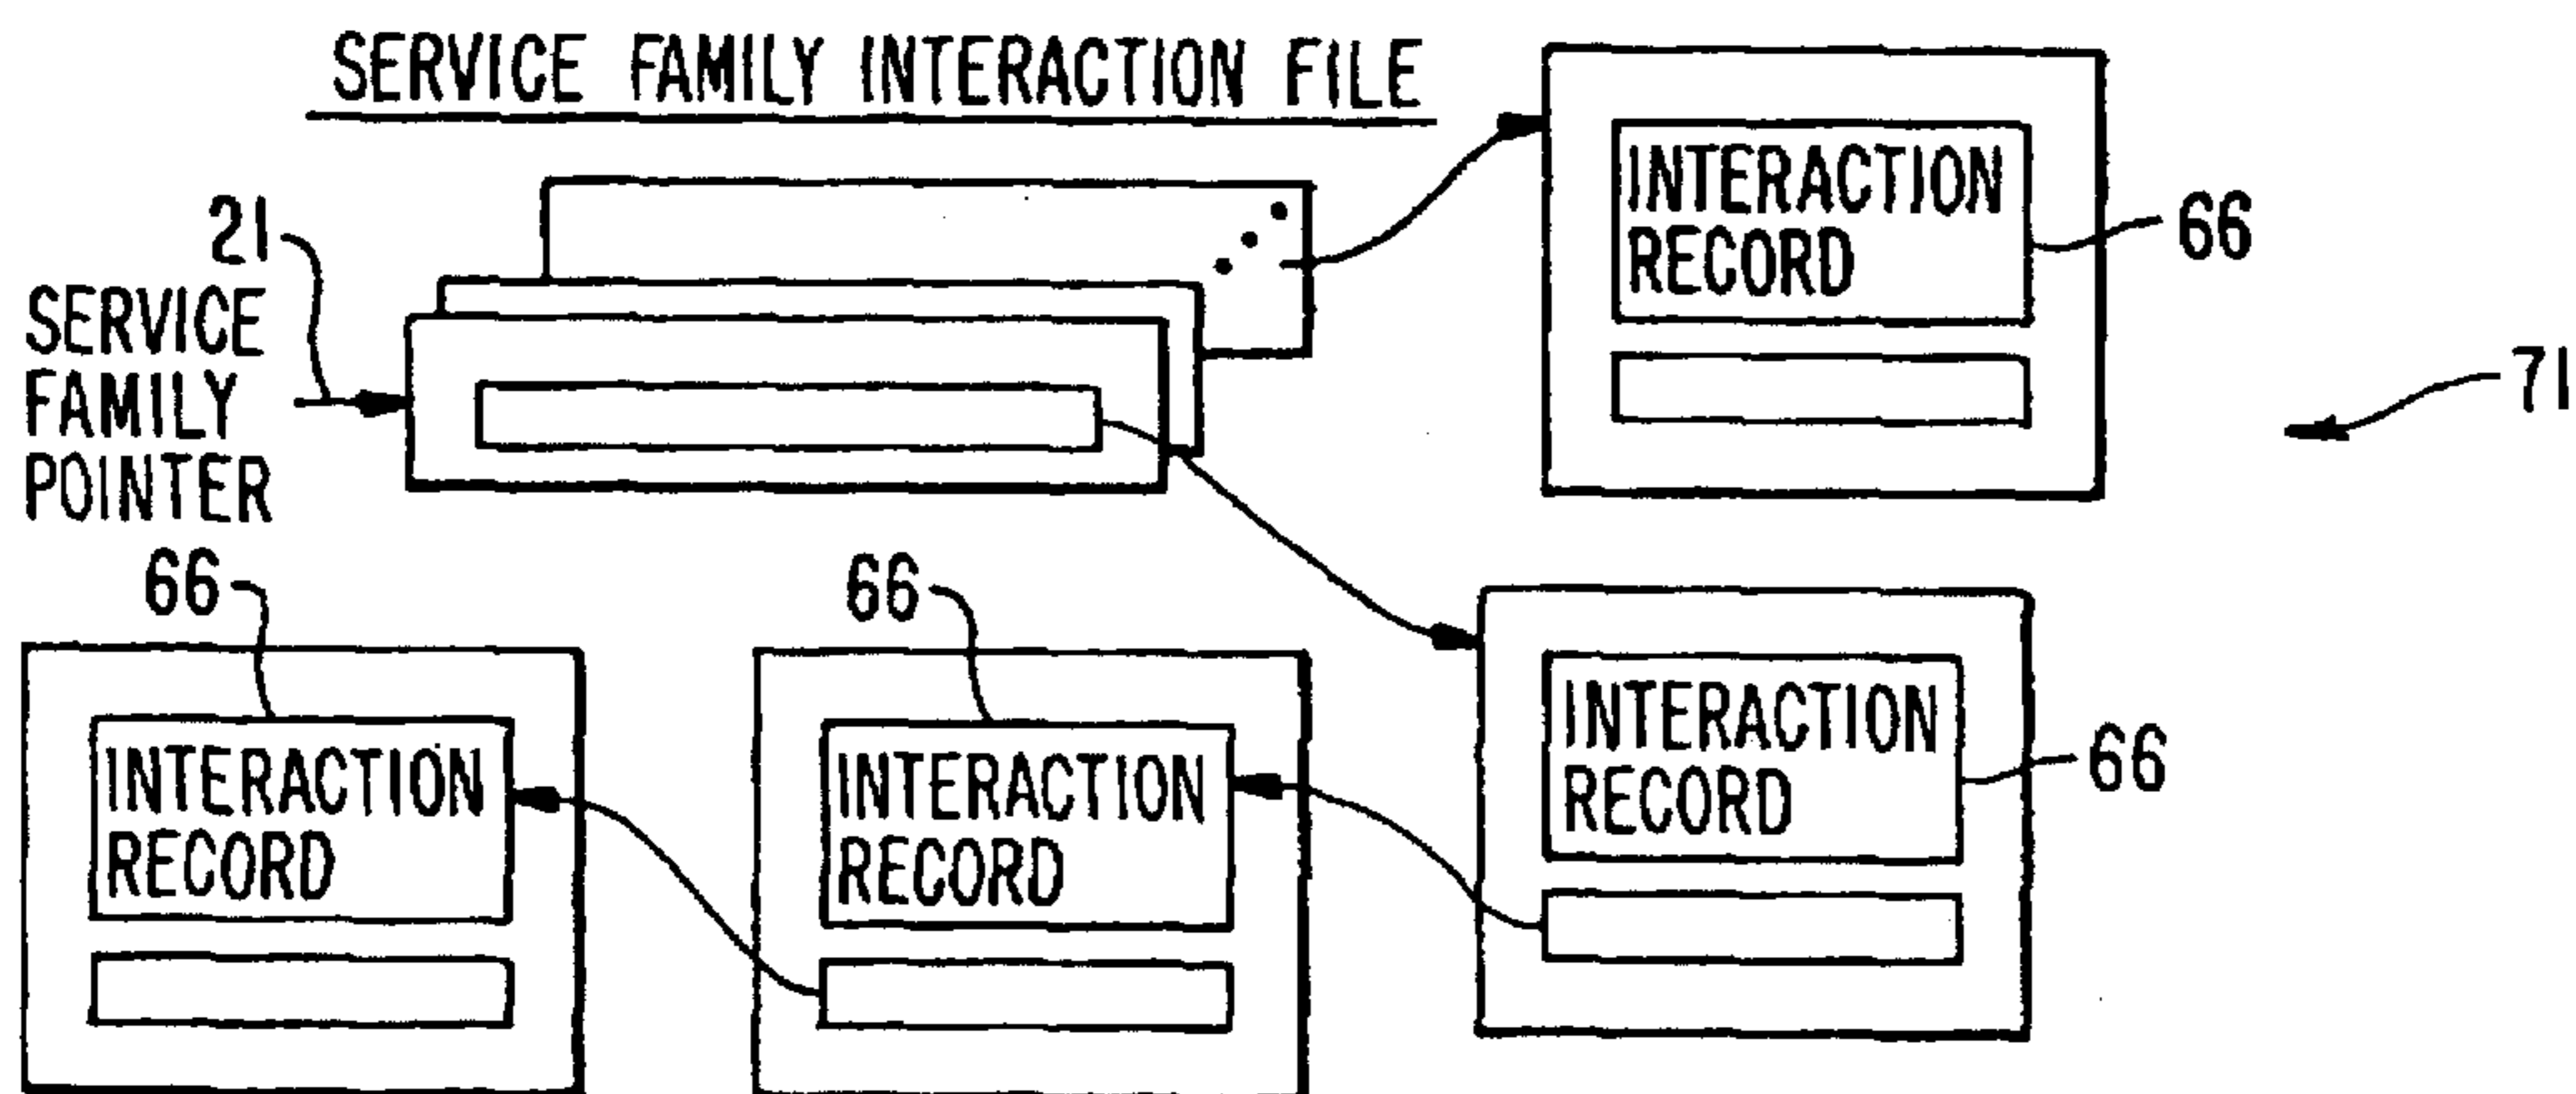 SERVICE FAMILY INTERACTION FILE
21
SERVICE
FAMILY
POINTER
INTERACTION
RECORD
66
71
66
INTERACTION
RECORD
66
INTERACTION
RECORD
INTERACTION
RECORD
66